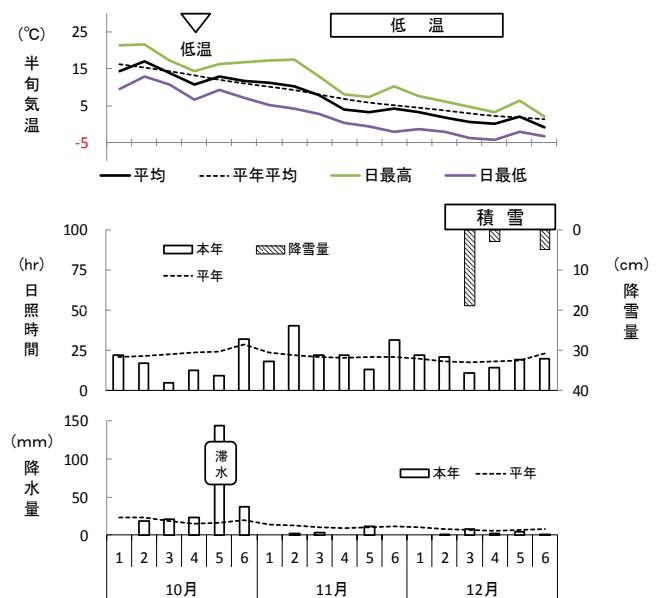 (℃)
半旬気温
25
15
5
-5
低温
低 温
平均 平年平均 日最高 日最低
積 雪
(hr)
日照時間
100
75
50
25
0
本年 降雪量
平年
0
10
20
30
40
(cm)
降雪量
(mm)
降水量
150
100
50
0
滞水
本年 平年
1 2 3 4 5 6 1 2 3 4 5 6 1 2 3 4 5 6
10月 11月 12月